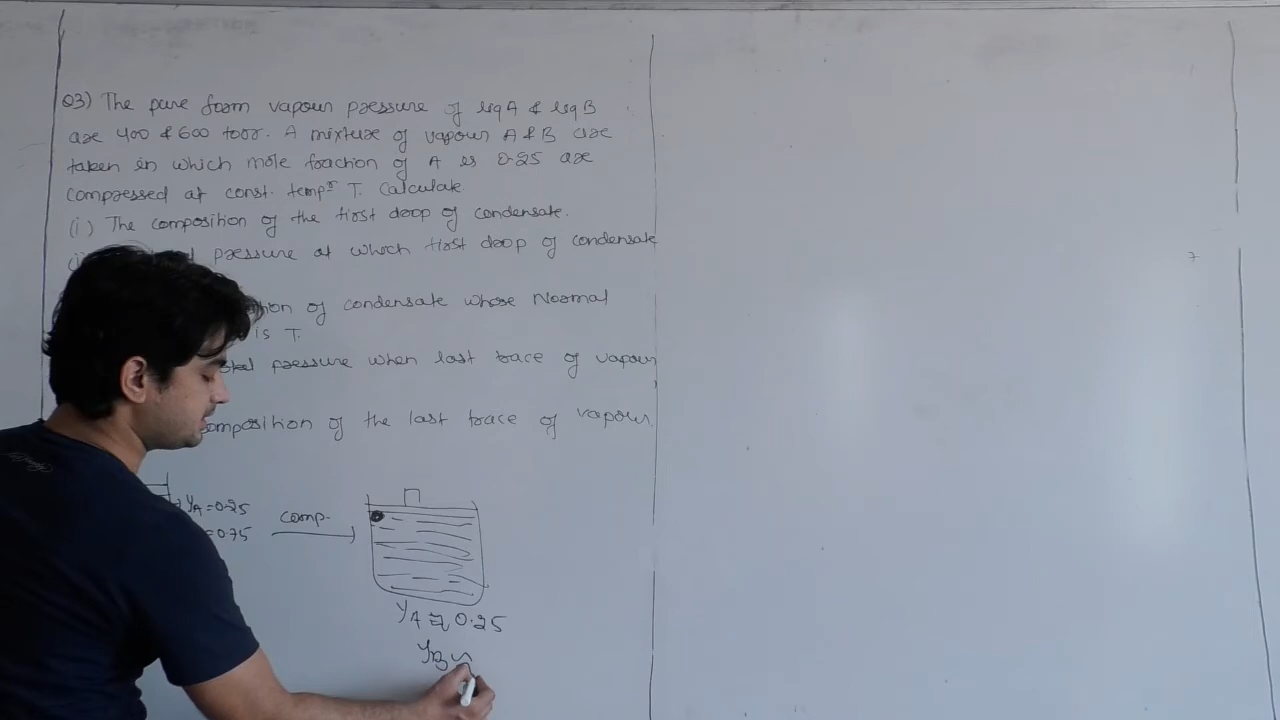 Q3) The pure form vapour pressure of liq A & liq B
are 400 & 600 torr. A mixture of vapour A & B are
taken in which mole fraction of A is 0.25 are
compressed at const. tempr T. Calculate
(i) The composition of the first drop of condensate.
pressure at which first drop of condensate
of condensate whose Normal
is T.
pressure when last trace of vapour
composition of the last trace of vapour.
YA = 0.25
= 0.75
comp.
YA ≈ 0.25
YB